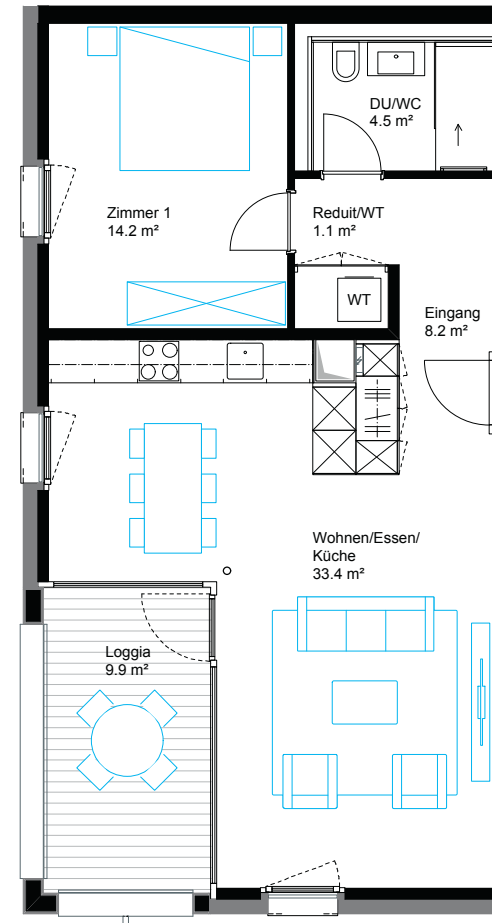 DU/WC
4.5 m²
Zimmer 1
14.2 m²
Reduit/WT
1.1 m²
WT
Eingang
8.2 m²
Wohnen/Essen/
Küche
33.4 m²
Loggia
9.9 m²